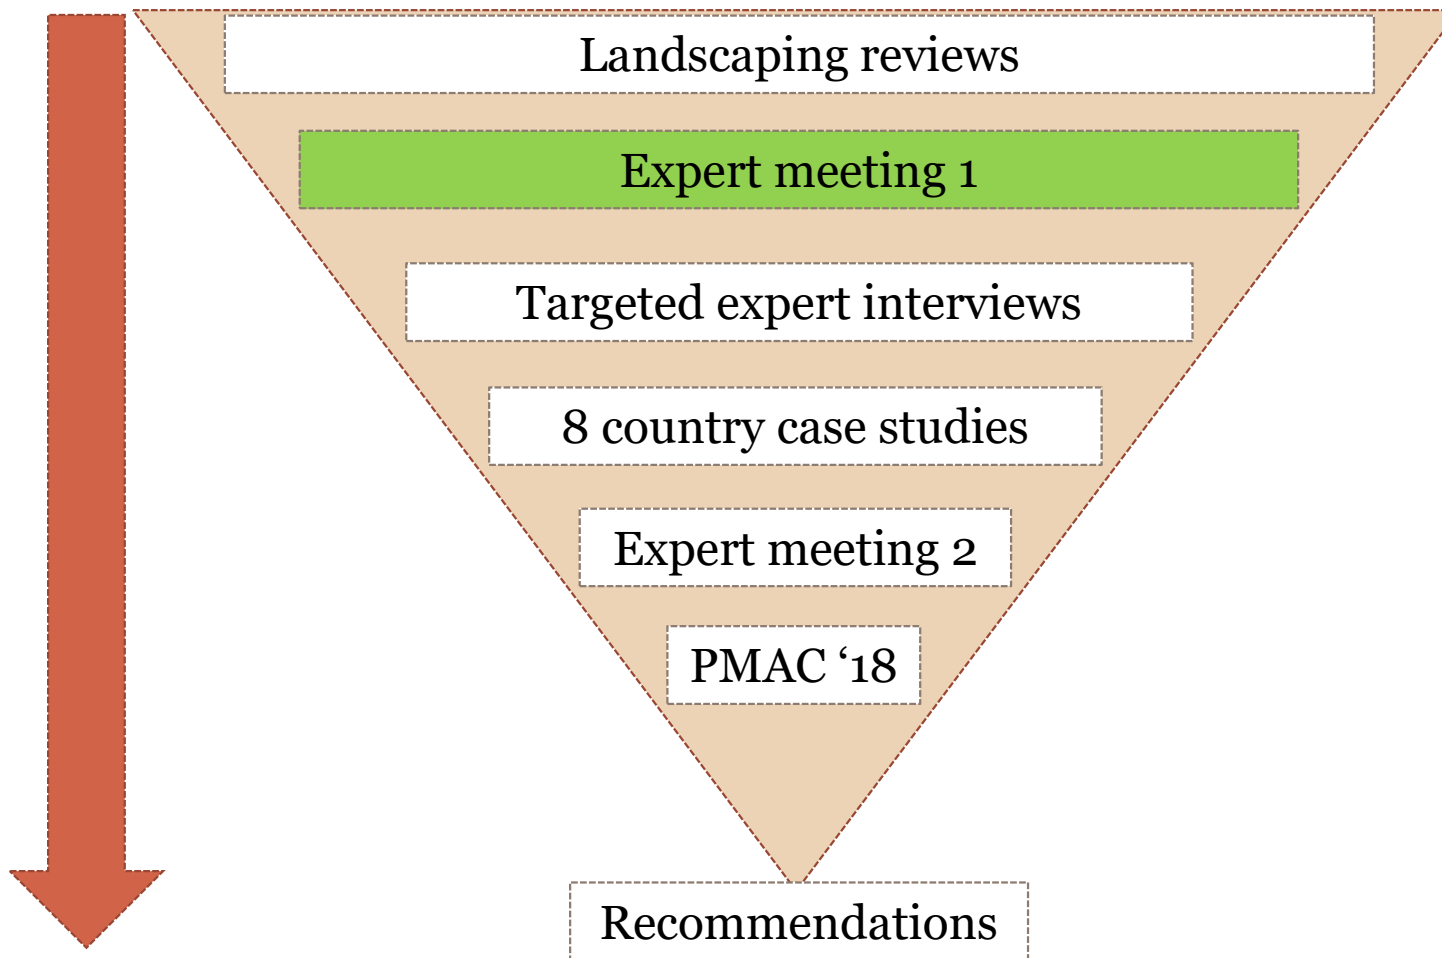 Landscaping reviews
Expert meeting 1
Targeted expert interviews
8 country case studies
Expert meeting 2
PMAC ‘18
Recommendations